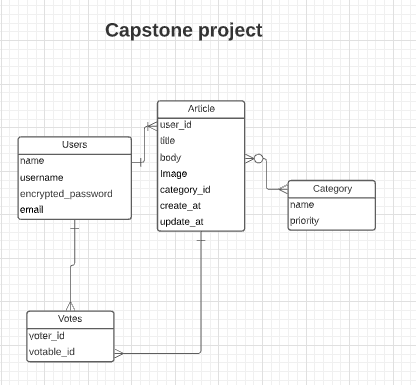 Capstone project
Article
user_id
title
body
Image
category_id
create_at
update_at
Users
name
username
encrypted_password
email
Category
name
priority
Votes
voter_id
votable_id